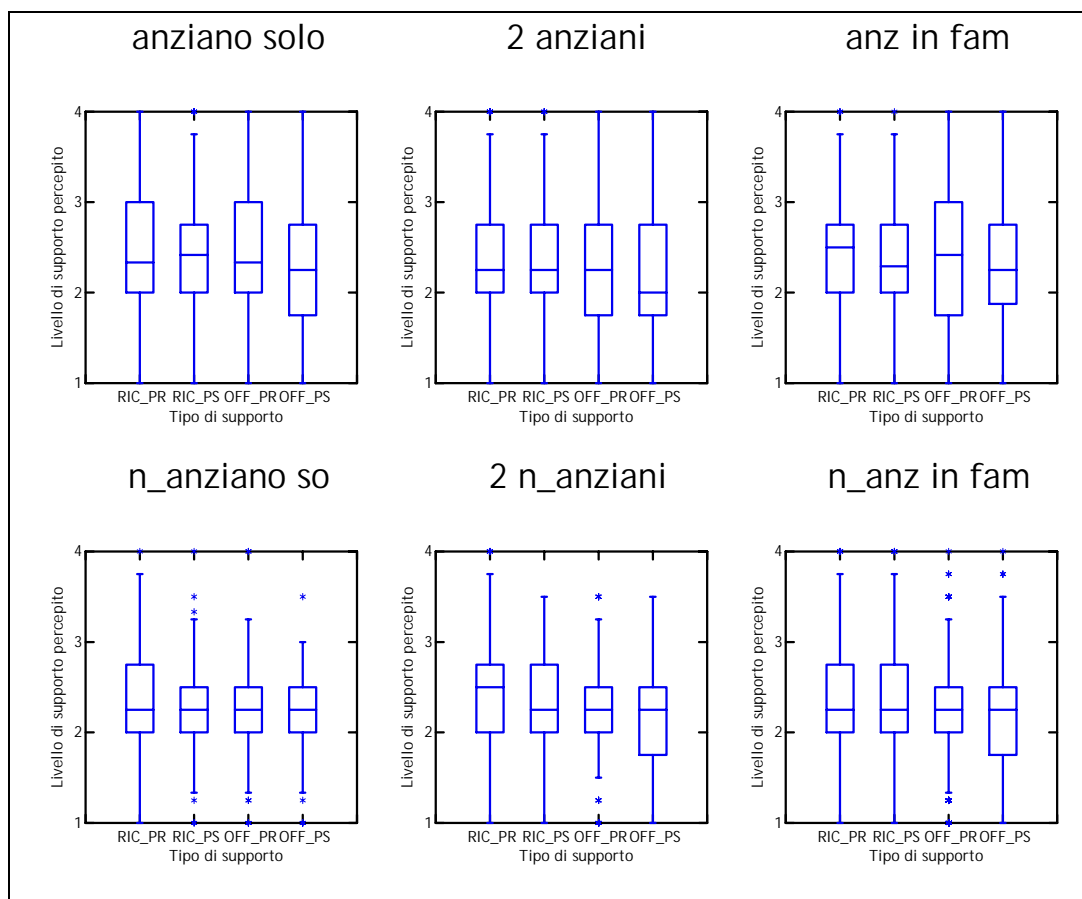 anziano solo 2 anziani anz in fam
4 4 4
3 3 3
2 2 2
1 1 1
Livello di supporto percepito Livello di supporto percepito Livello di supporto percepito
RIC_PR RIC_PS OFF_PR OFF_PS RIC_PR RIC_PS OFF_PR OFF_PS RIC_PR RIC_PS OFF_PR OFF_PS
Tipo di supporto Tipo di supporto Tipo di supporto
n_anziano so 2 n_anziani n_anz in fam
4 4 4
3 3 3
2 2 2
1 1 1
Livello di supporto percepito Livello di supporto percepito Livello di supporto percepito
RIC_PR RIC_PS OFF_PR OFF_PS RIC_PR RIC_PS OFF_PR OFF_PS RIC_PR RIC_PS OFF_PR OFF_PS
Tipo di supporto Tipo di supporto Tipo di supporto